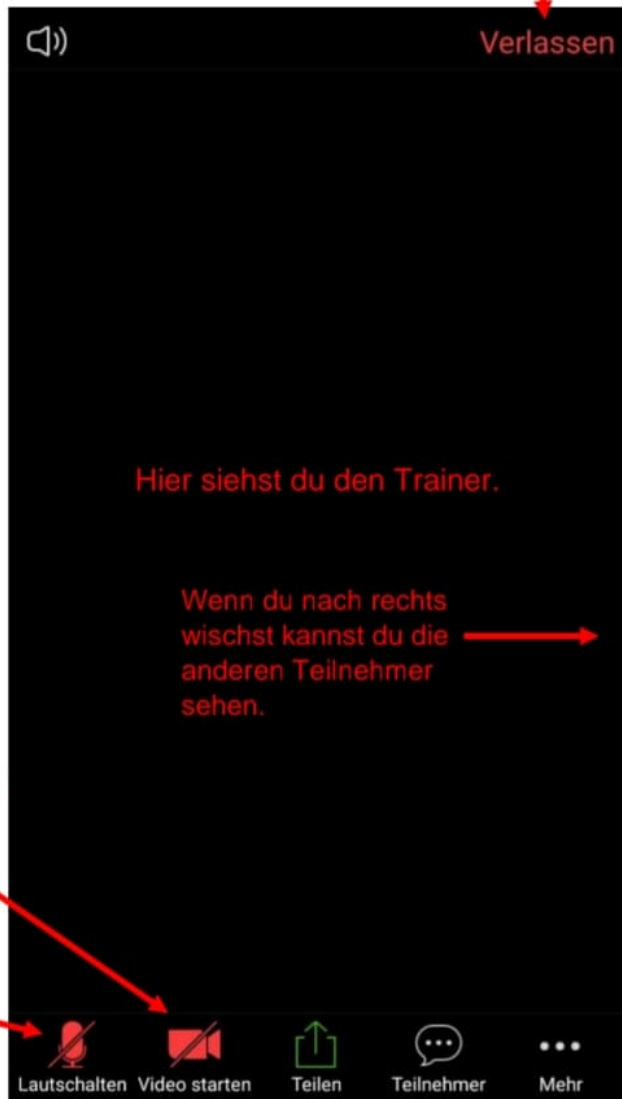 Verlassen
Hier siehst du den Trainer.
Wenn du nach rechts
wischst kannst du die
anderen Teilnehmer
sehen.
Lautschalten Video starten Teilen Teilnehmer Mehr